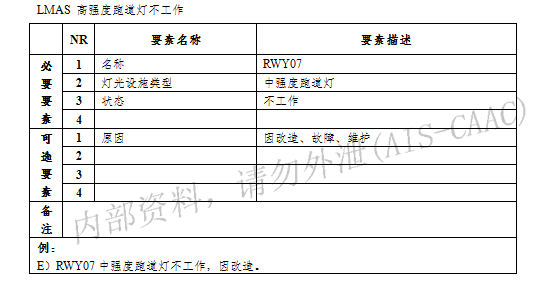 LMAS 高强度跑道灯不工作
NR 要素名称 要素描述
必要要素 1 名称 RWY07
2 灯光设施类型 中强度跑道灯
3 状态 不工作
4
可选要素 1 原因 因改造、故障、维护
2
3
4
备注
例：
E）RWY07 中强度跑道灯不工作，因改造。
内部资料，请勿外泄(AIS-CAAC)